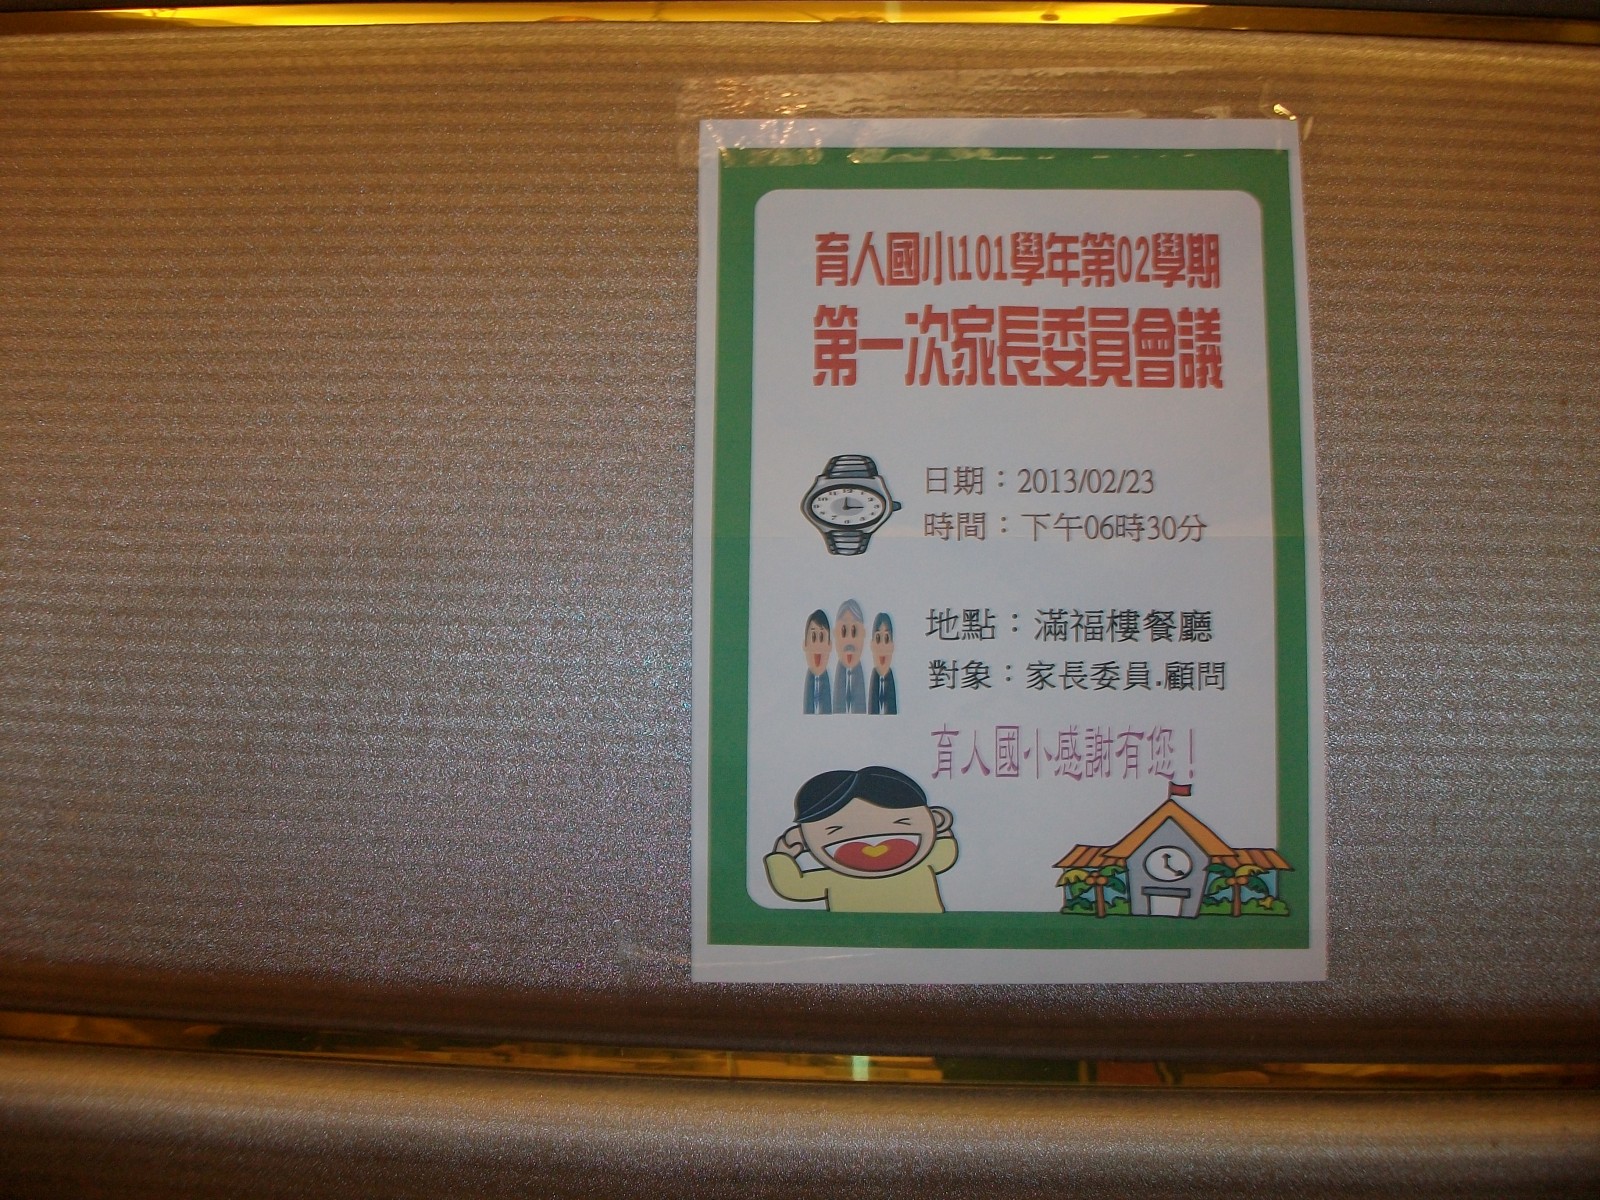 育人國小101學年第02學期
第一次家長委員會議
日期：2013/02/23
時間：下午06時30分
地點：滿福樓餐廳
對象：家長委員.顧問
育人國小感謝有您！